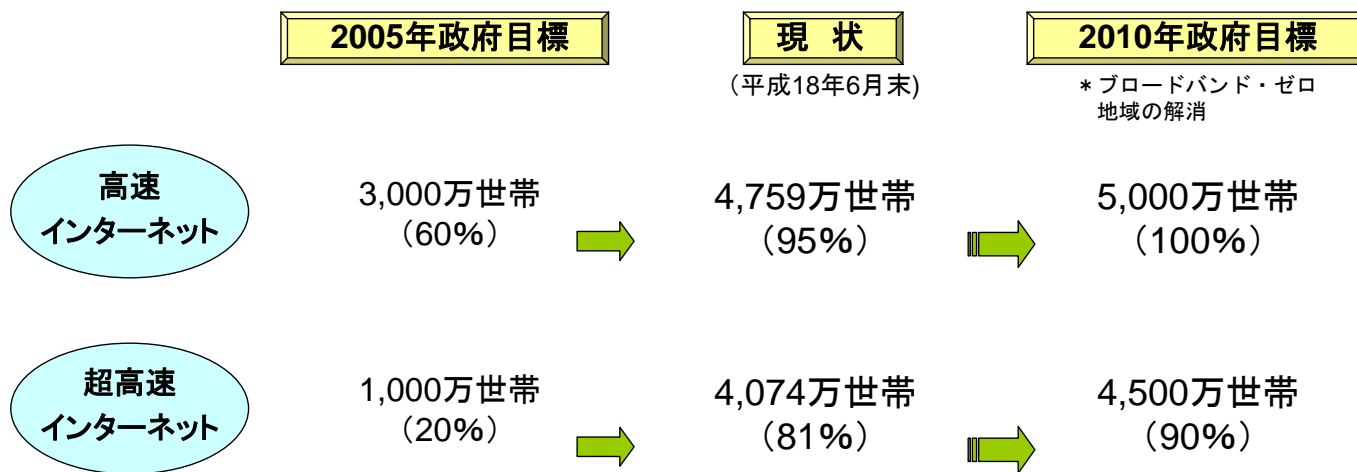 2005年政府目標
現 状
2010年政府目標
（平成18年6月末)
＊ブロードバンド・ゼロ
地域の解消
高速
インターネット
3,000万世帯
（60%）
4,759万世帯
（95%）
5,000万世帯
（100%）
超高速
インターネット
1,000万世帯
（20%）
4,074万世帯
(81%）
4,500万世帯
（90%）